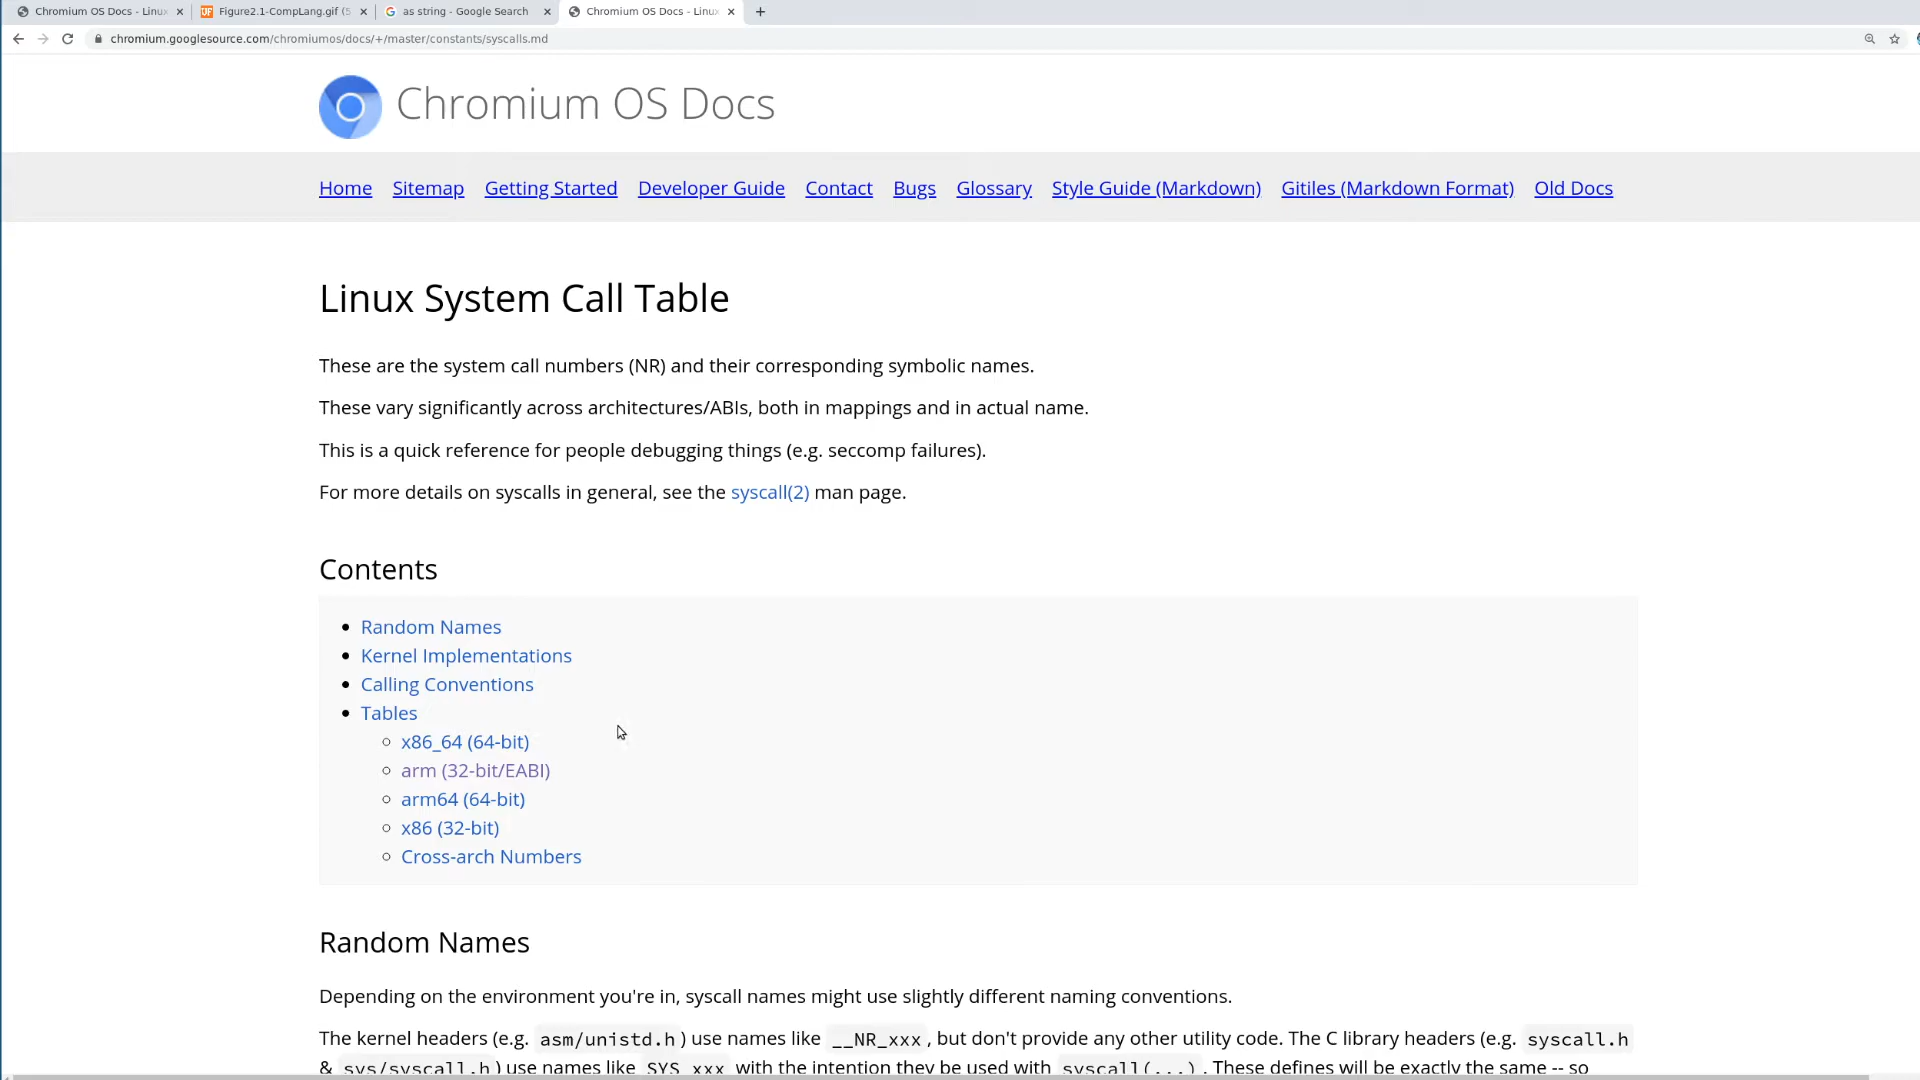 Chromium OS Docs - Linux
Figure2.1-CompLang.gif (5
as string - Google Search
Chromium OS Docs - Linux
chromium.googlesource.com/chromiumos/docs/+/master/constants/syscalls.md
Chromium OS Docs
Home Sitemap Getting Started Developer Guide Contact Bugs Glossary Style Guide (Markdown) Gitiles (Markdown Format) Old Docs
Linux System Call Table
These are the system call numbers (NR) and their corresponding symbolic names.
These vary significantly across architectures/ABIs, both in mappings and in actual name.
This is a quick reference for people debugging things (e.g. seccomp failures).
For more details on syscalls in general, see the syscall(2) man page.
Contents
Random Names
Kernel Implementations
Calling Conventions
Tables
x86_64 (64-bit)
arm (32-bit/EABI)
arm64 (64-bit)
x86 (32-bit)
Cross-arch Numbers
Random Names
Depending on the environment you're in, syscall names might use slightly different naming conventions.
The kernel headers (e.g. asm/unistd.h) use names like __NR_xxx, but don't provide any other utility code. The C library headers (e.g. syscall.h
& sys/syscall.h) use names like SYS_xxx with the intention they be used with syscall(...). These defines will be exactly the same -- so